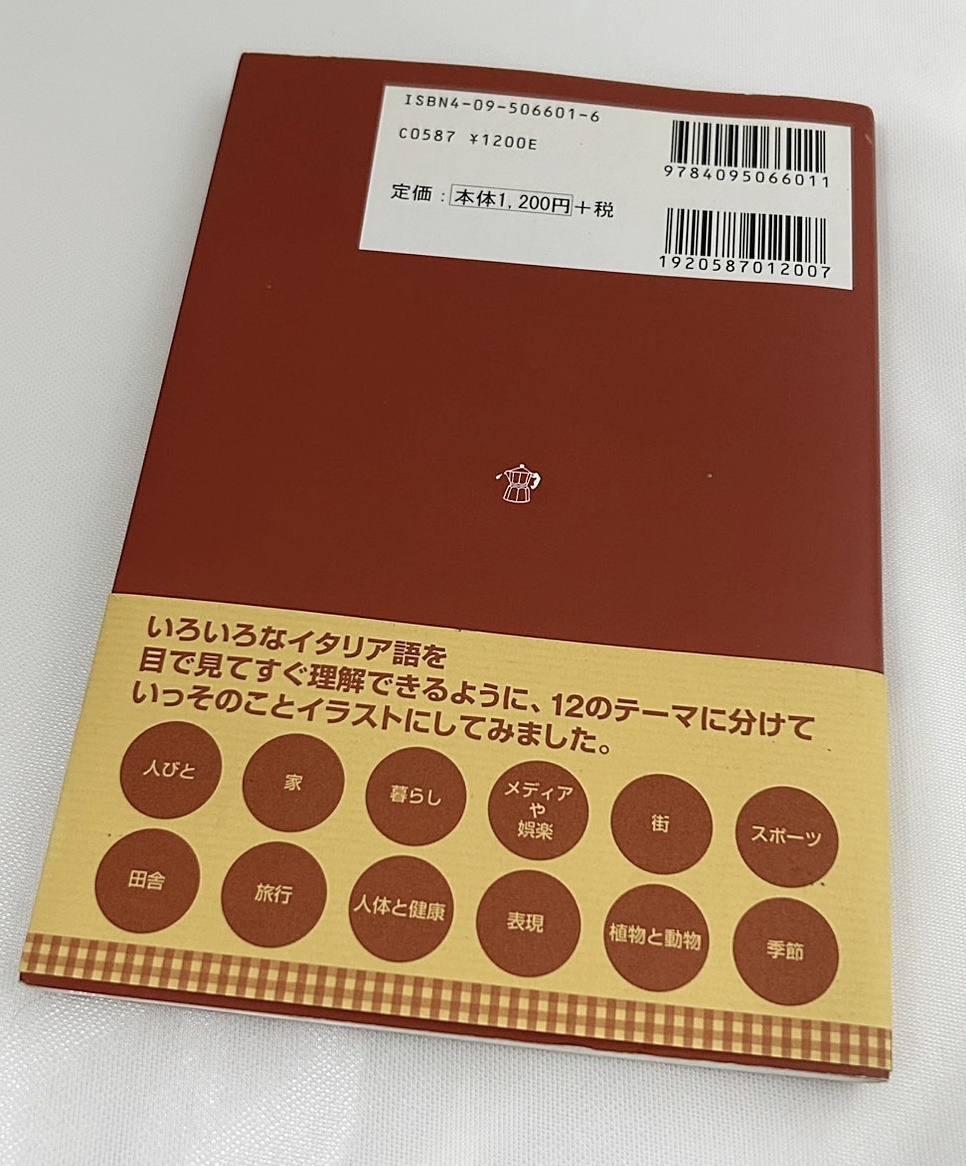 ISBN4-09-506601-6
C0587 ¥1200E
定価：本体1,200円＋税
9784095066011
1920587012007
いろいろなイタリア語を
目で見てすぐ理解できるように、12のテーマに分けて
いっそのことイラストにしてみました。
人びと
家
暮らし
メディア
や
娯楽
街
スポーツ
田舎
旅行
人体と健康
表現
植物と動物
季節